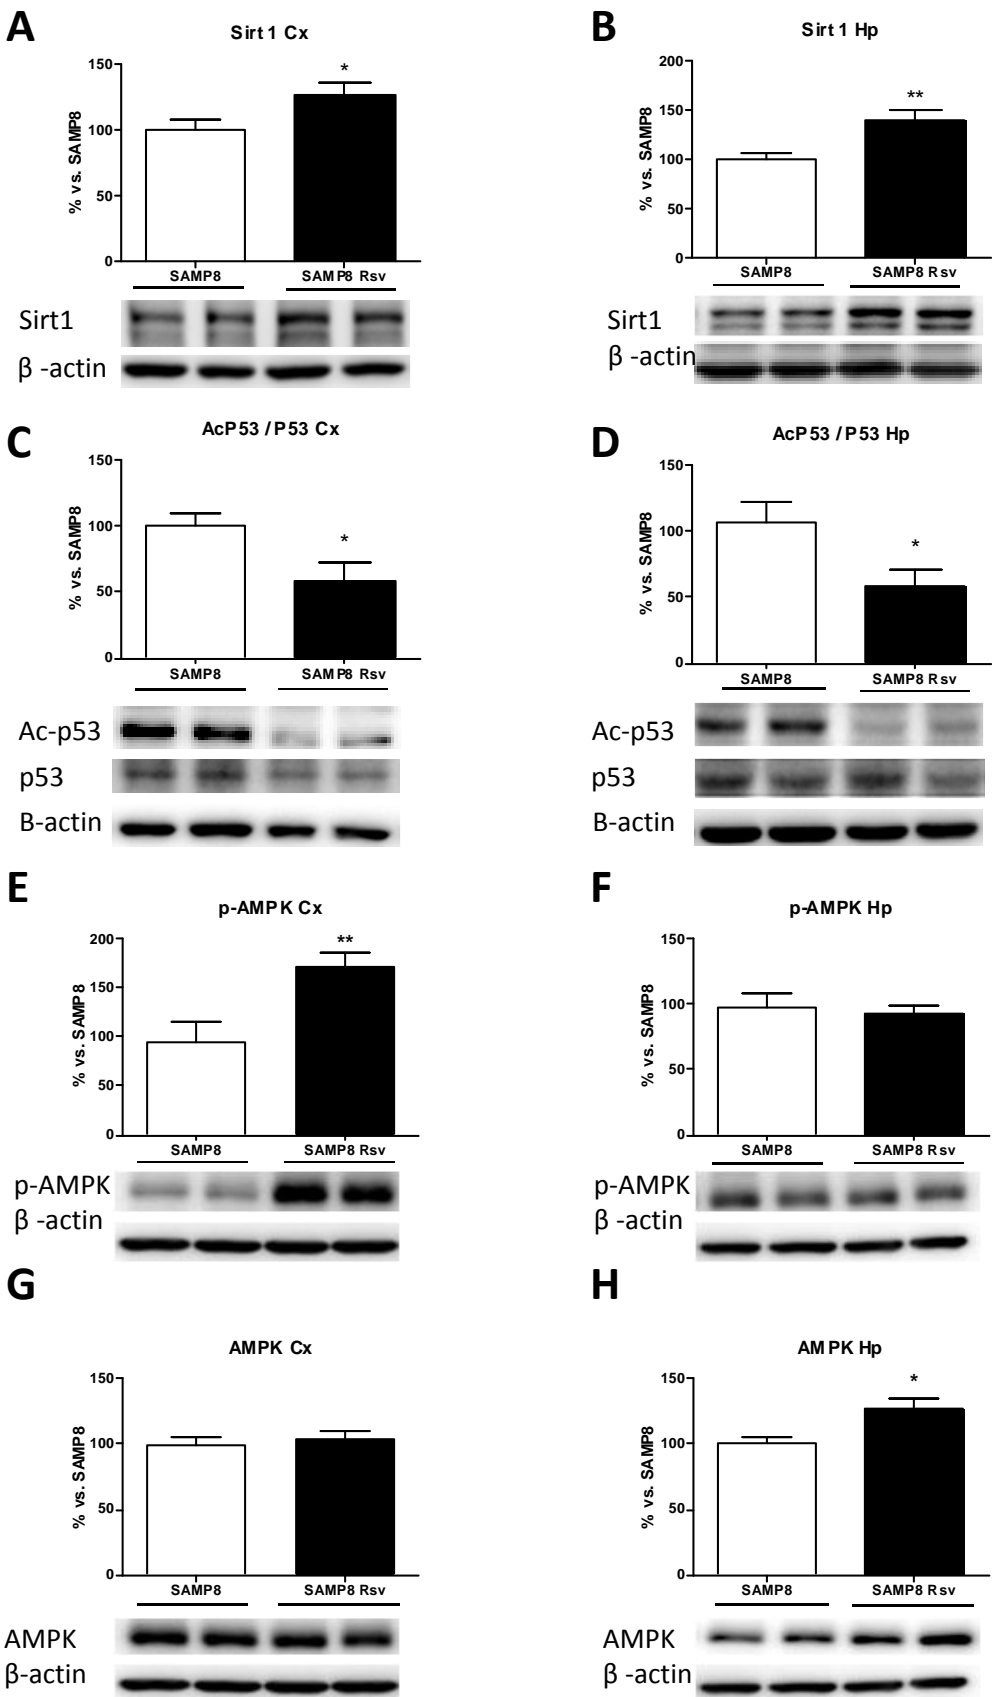 A
Sirt 1 Cx
% vs. SAMP8
150
100
50
0
*
SAMP8
SAMP8 Rsv
Sirt1
β -actin
B
Sirt 1 Hp
% vs. SAMP8
200
150
100
50
0
**
SAMP8
SAMP8 Rsv
Sirt1
β -actin
C
AcP53 / P53 Cx
% vs. SAMP8
150
100
50
0
*
SAMP8
SAMP8 Rsv
Ac-p53
p53
B-actin
D
AcP53 / P53 Hp
% vs. SAMP8
150
100
50
0
*
SAMP8
SAMP8 Rsv
Ac-p53
p53
B-actin
E
p-AMPK Cx
% vs. SAMP8
200
150
100
50
0
**
SAMP8
SAMP8 Rsv
p-AMPK
β -actin
F
p-AMPK Hp
% vs. SAMP8
150
100
50
0
SAMP8
SAMP8 Rsv
p-AMPK
β -actin
G
AMPK Cx
% vs. SAMP8
150
100
50
0
SAMP8
SAMP8 Rsv
AMPK
β-actin
H
AMPK Hp
% vs. SAMP8
150
100
50
0
*
SAMP8
SAMP8 Rsv
AMPK
β -actin